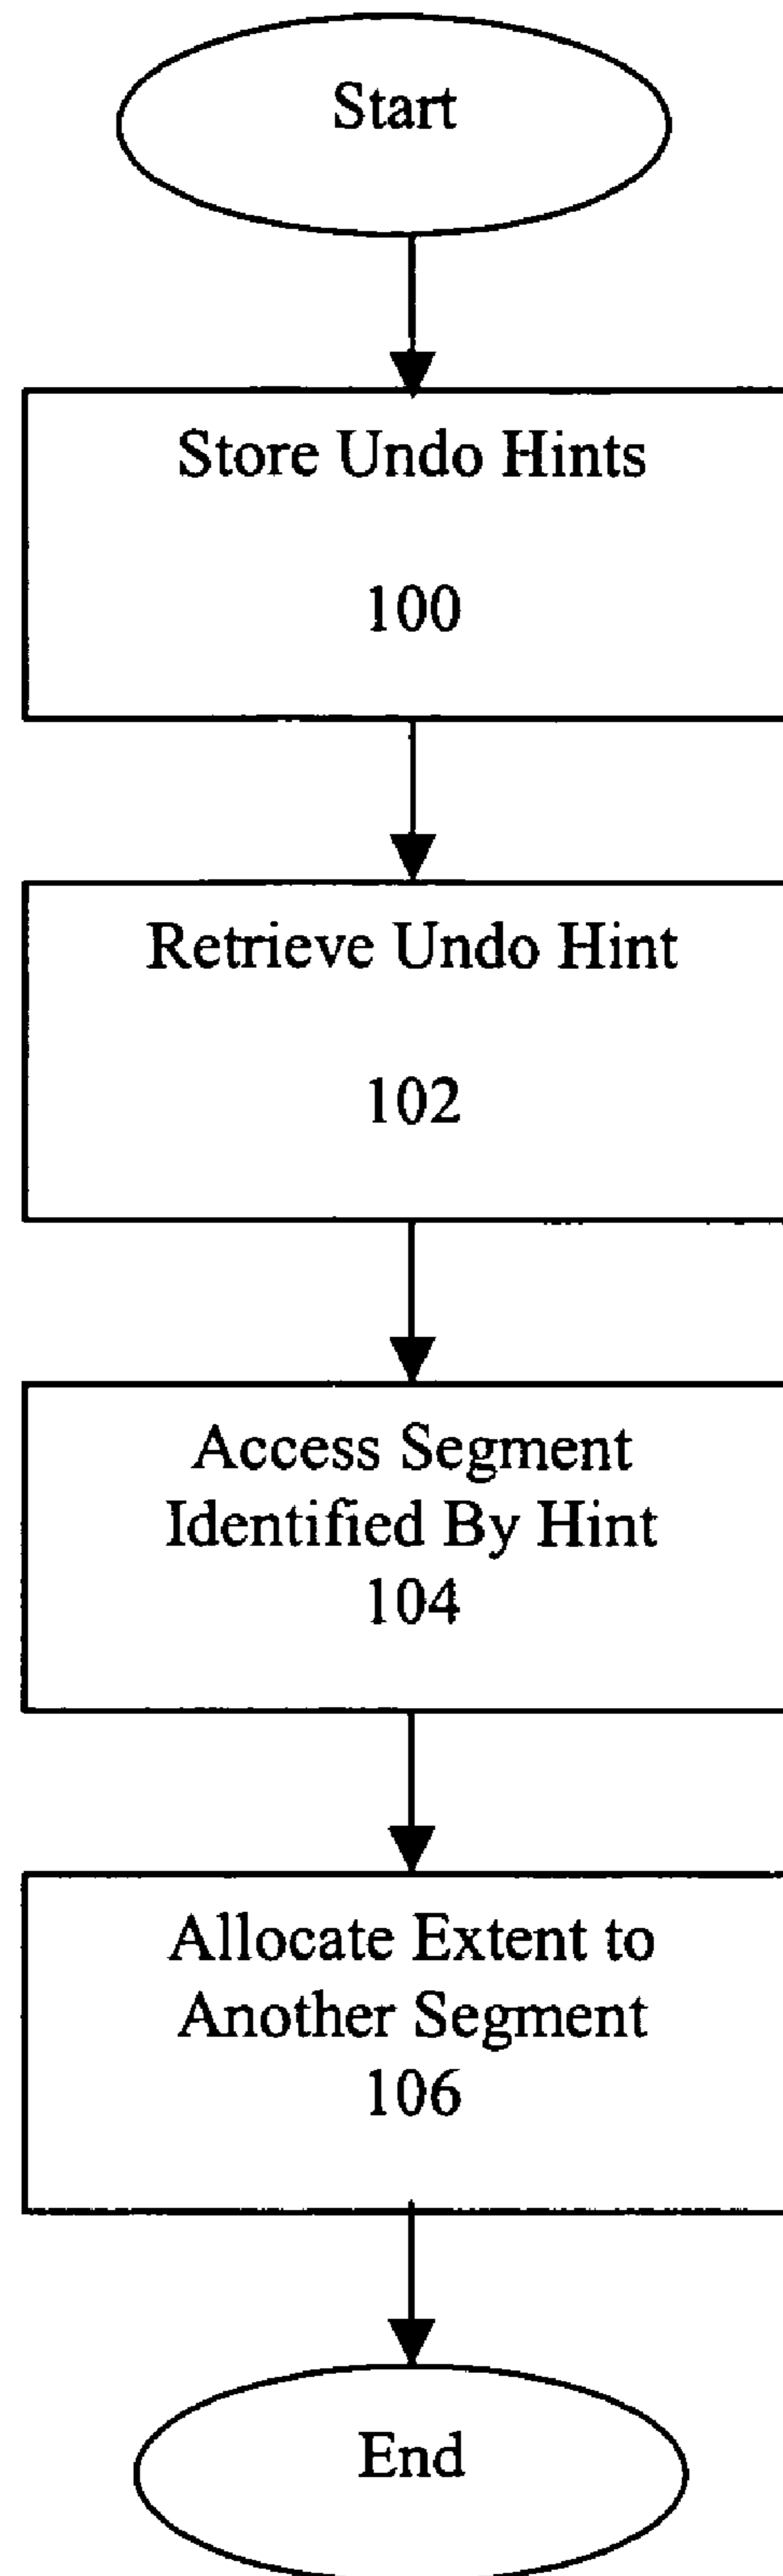 Start
Store Undo Hints
100
Retrieve Undo Hint
102
Access Segment
Identified By Hint
104
Allocate Extent to
Another Segment
106
End